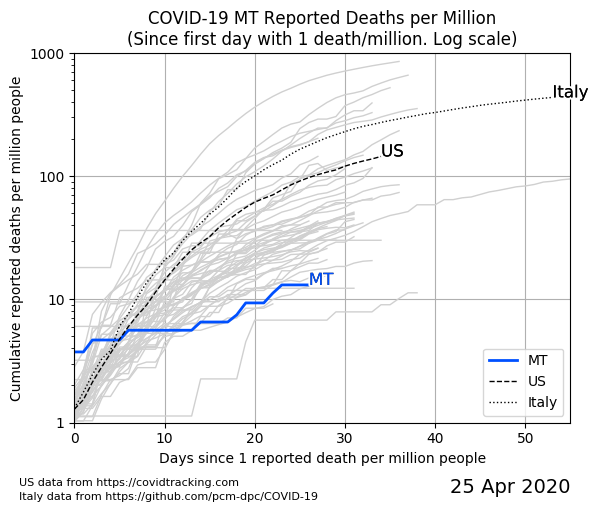 COVID-19 MT Reported Deaths per Million
(Since first day with 1 death/million. Log scale)
Cumulative reported deaths per million people
1000
100
10
1
Italy
US
MT
MT
US
Italy
0 10 20 30 40 50
Days since 1 reported death per million people
US data from https://covidtracking.com
Italy data from https://github.com/pcm-dpc/COVID-19
25 Apr 2020